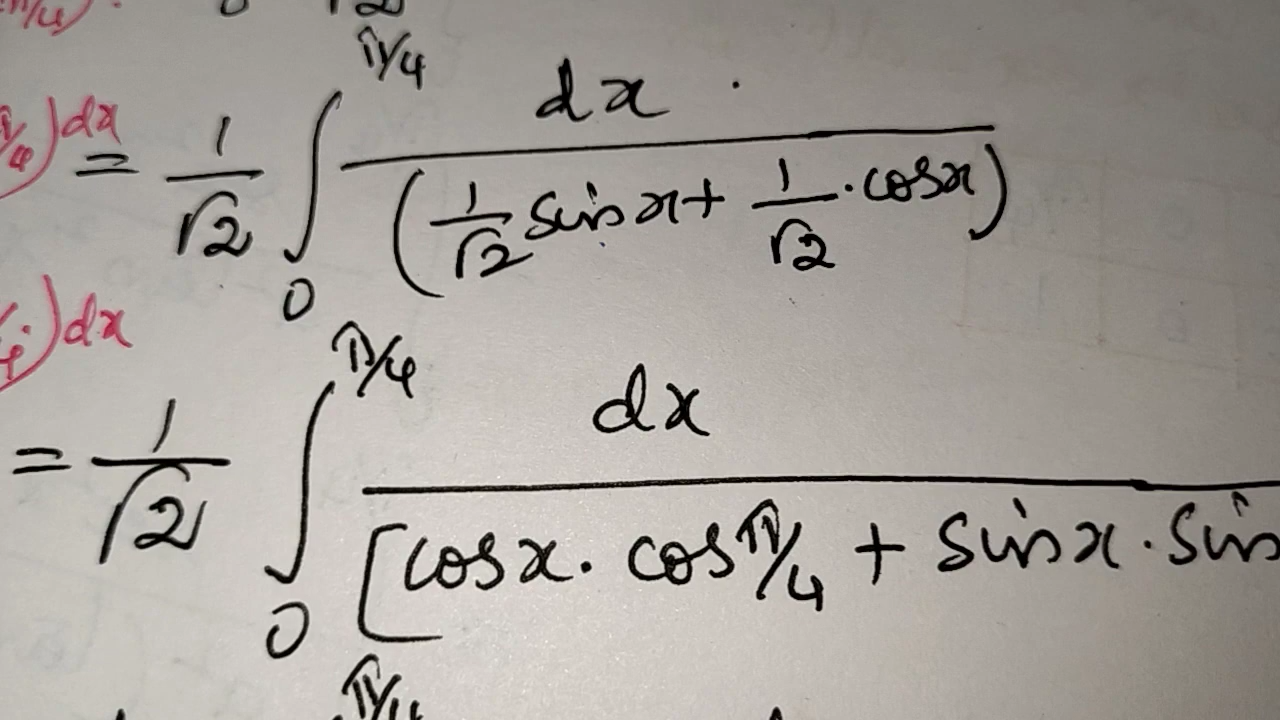 = 1/√2 ∫₀^(π/4) dx / (1/√2 sin x + 1/√2 · cos x)
dx
= 1/√2 ∫₀^(π/4) dx / [cos x · cos π/4 + sin x · sin